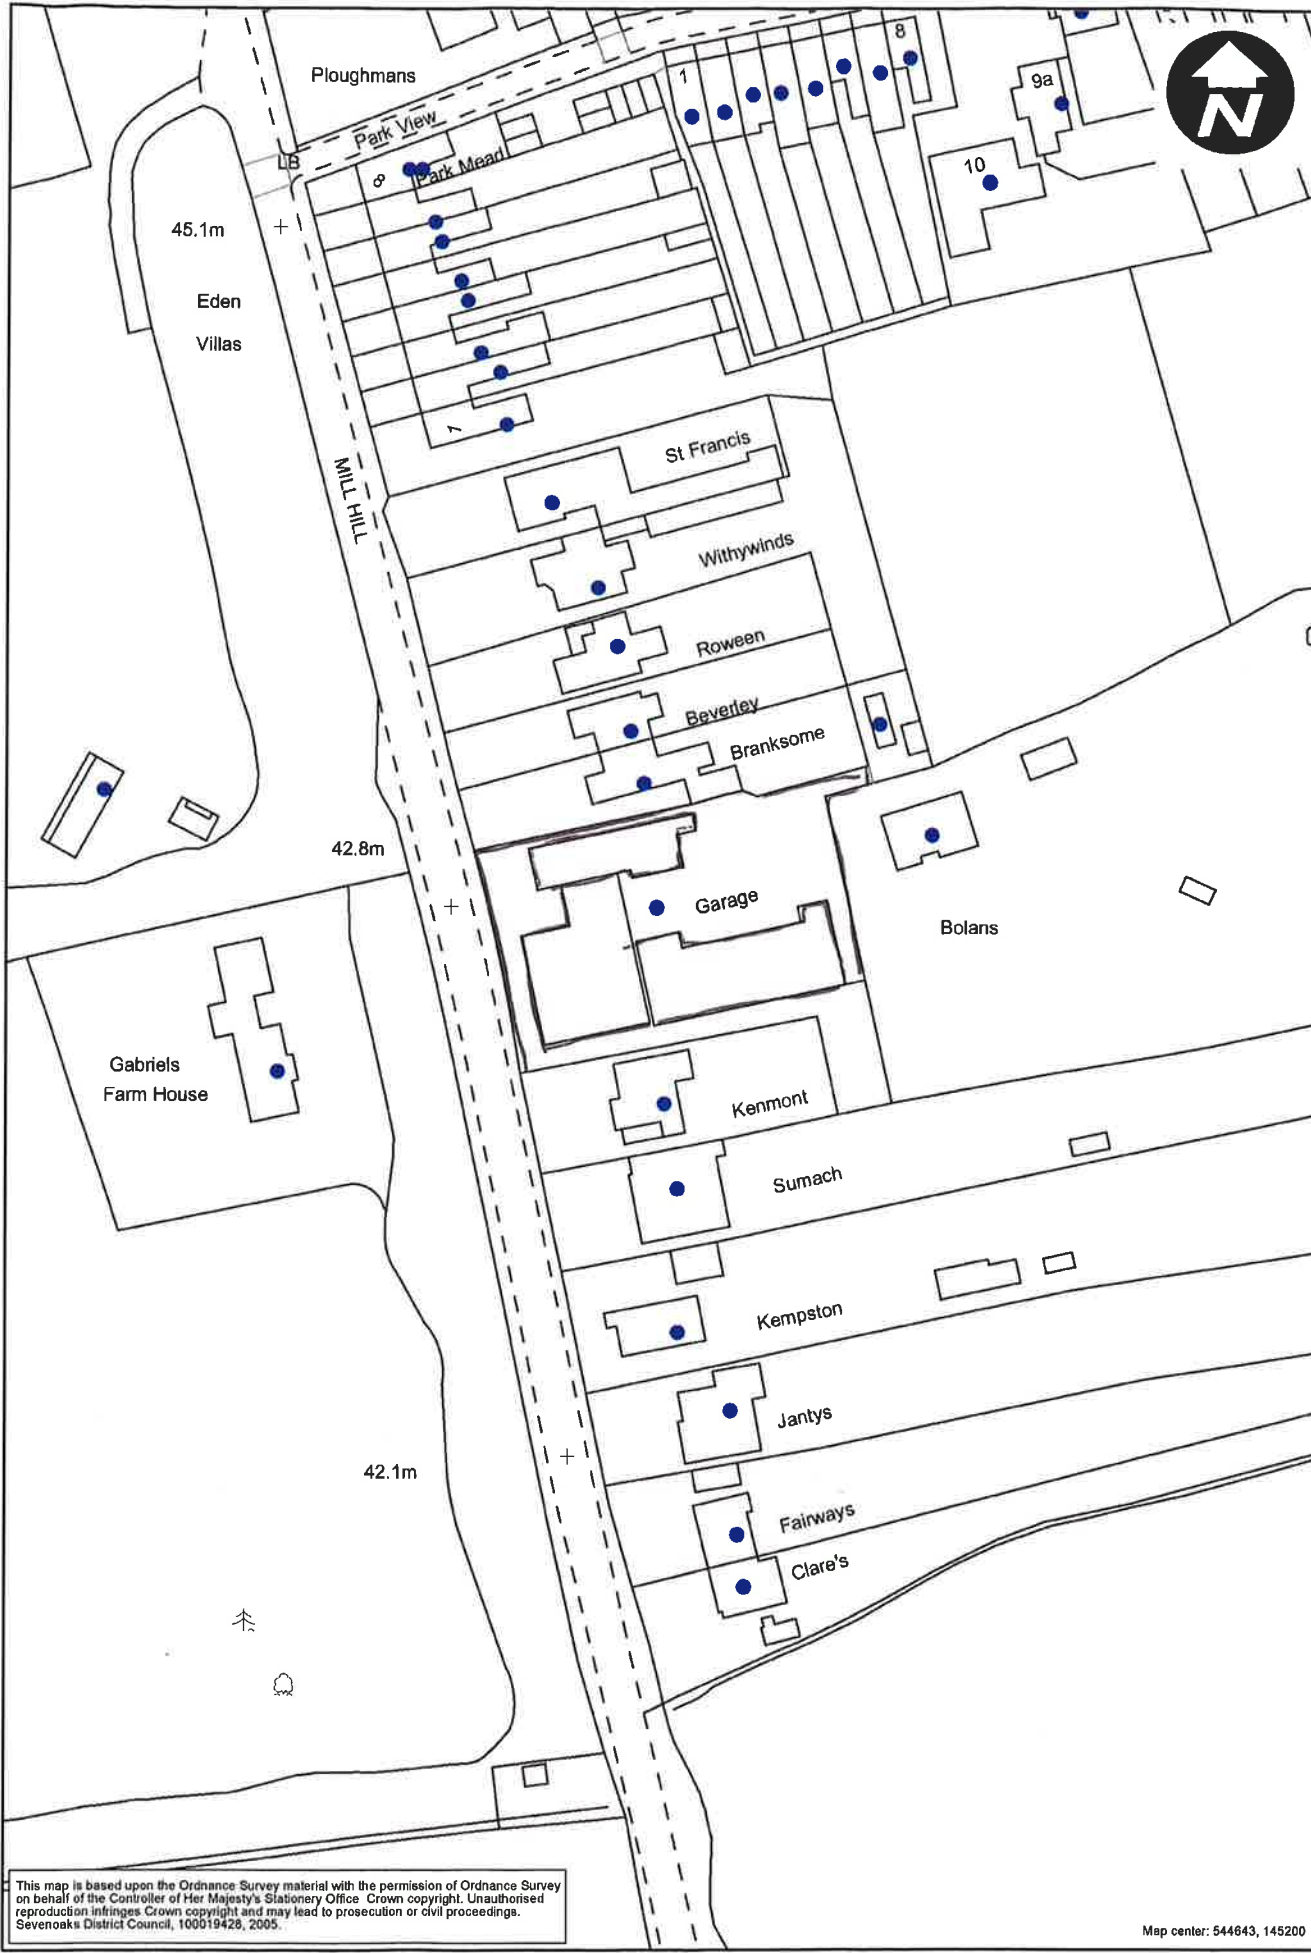 Ploughmans
Park View
LB
8
Park Mead
1
8
9a
10
N
45.1m
Eden
Villas
1
MILL HILL
St Francis
Withywinds
Roween
Beverley
Branksome
42.8m
Garage
Bolans
Gabriels
Farm House
Kenmont
Sumach
Kempston
Jantys
42.1m
Fairways
Clare's
This map is based upon the Ordnance Survey material with the permission of Ordnance Survey
on behalf of the Controller of Her Majesty's Stationery Office Crown copyright. Unauthorised
reproduction infringes Crown copyright and may lead to prosecution or civil proceedings.
Sevenoaks District Council, 100019428, 2005.
Map center: 544643, 145200